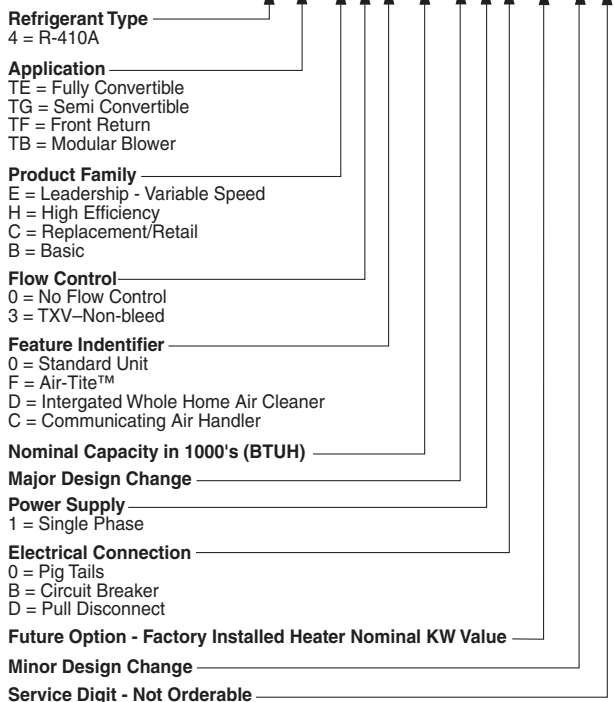 Refrigerant Type
4 = R-410A
Application
TE = Fully Convertible
TG = Semi Convertible
TF = Front Return
TB = Modular Blower
Product Family
E = Leadership - Variable Speed
H = High Efficiency
C = Replacement/Retail
B = Basic
Flow Control
0 = No Flow Control
3 = TXV–Non-bleed
Feature Indentifier
0 = Standard Unit
F = Air-Tite™
D = Intergated Whole Home Air Cleaner
C = Communicating Air Handler
Nominal Capacity in 1000's (BTUH)
Major Design Change
Power Supply
1 = Single Phase
Electrical Connection
0 = Pig Tails
B = Circuit Breaker
D = Pull Disconnect
Future Option - Factory Installed Heater Nominal KW Value
Minor Design Change
Service Digit - Not Orderable